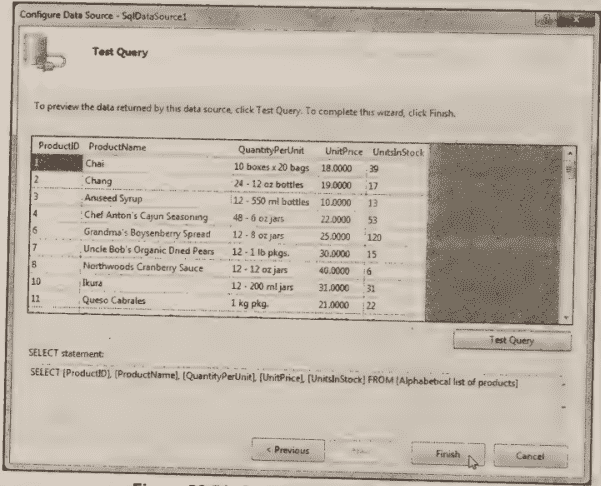 Configure Data Source - SqlDataSource1
Test Query
To preview the data returned by this data source, click Test Query. To complete this wizard, click Finish.
ProductID ProductName QuantityPerUnit UnitPrice UnitsInStock
1 Chai 10 boxes x 20 bags 18.0000 39
2 Chang 24 - 12 oz bottles 19.0000 17
3 Aniseed Syrup 12 - 550 ml bottles 10.0000 13
4 Chef Anton's Cajun Seasoning 48 - 6 oz jars 22.0000 53
6 Grandma's Boysenberry Spread 12 - 8 oz jars 25.0000 120
7 Uncle Bob's Organic Dried Pears 12 - 1 lb pkgs. 30.0000 15
8 Northwoods Cranberry Sauce 12 - 12 oz jars 40.0000 6
10 Ikura 12 - 200 ml jars 31.0000 31
11 Queso Cabrales 1 kg pkg. 21.0000 22
Test Query
SELECT statement:
SELECT [ProductID], [ProductName], [QuantityPerUnit], [UnitPrice], [UnitsInStock] FROM [Alphabetical list of products]
< Previous
Finish
Cancel